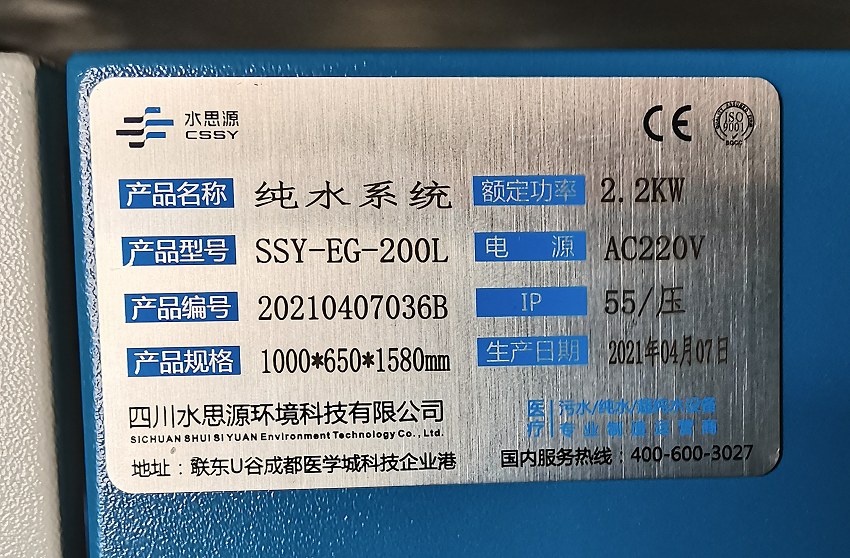 水思源
CSSY
CE
ISO
9001
产品名称 纯水系统 额定功率 2.2KW
产品型号 SSY-EG-200L 电 源 AC220V
产品编号 20210407036B IP 55/压
产品规格 1000*650*1580mm 生产日期 2021年04月07日
四川水思源环境科技有限公司
SICHUAN SHUI SI YUAN Environment Technology Co., Ltd.
医疗 污水/纯水/超纯水设备
专业制造运营商
地址：联东U谷成都医学城科技企业港 国内服务热线：400-600-3027